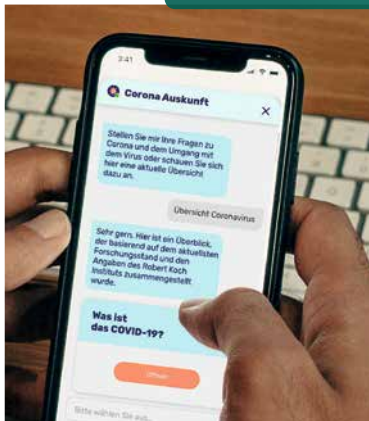 3:41
Corona Auskunft
Stellen Sie mir Ihre Fragen zu
Corona und dem Umgang mit
dem Virus oder schauen Sie sich
hier eine aktuelle Übersicht
dazu an.
Übersicht Coronavirus
Sehr gern. Hier ist ein Überblick,
der basierend auf dem aktuellsten
Forschungsstand und den
Angaben des Robert Koch
Instituts zusammengestellt
wurde.
Was ist
das COVID-19?
Bitte wählen Sie aus...